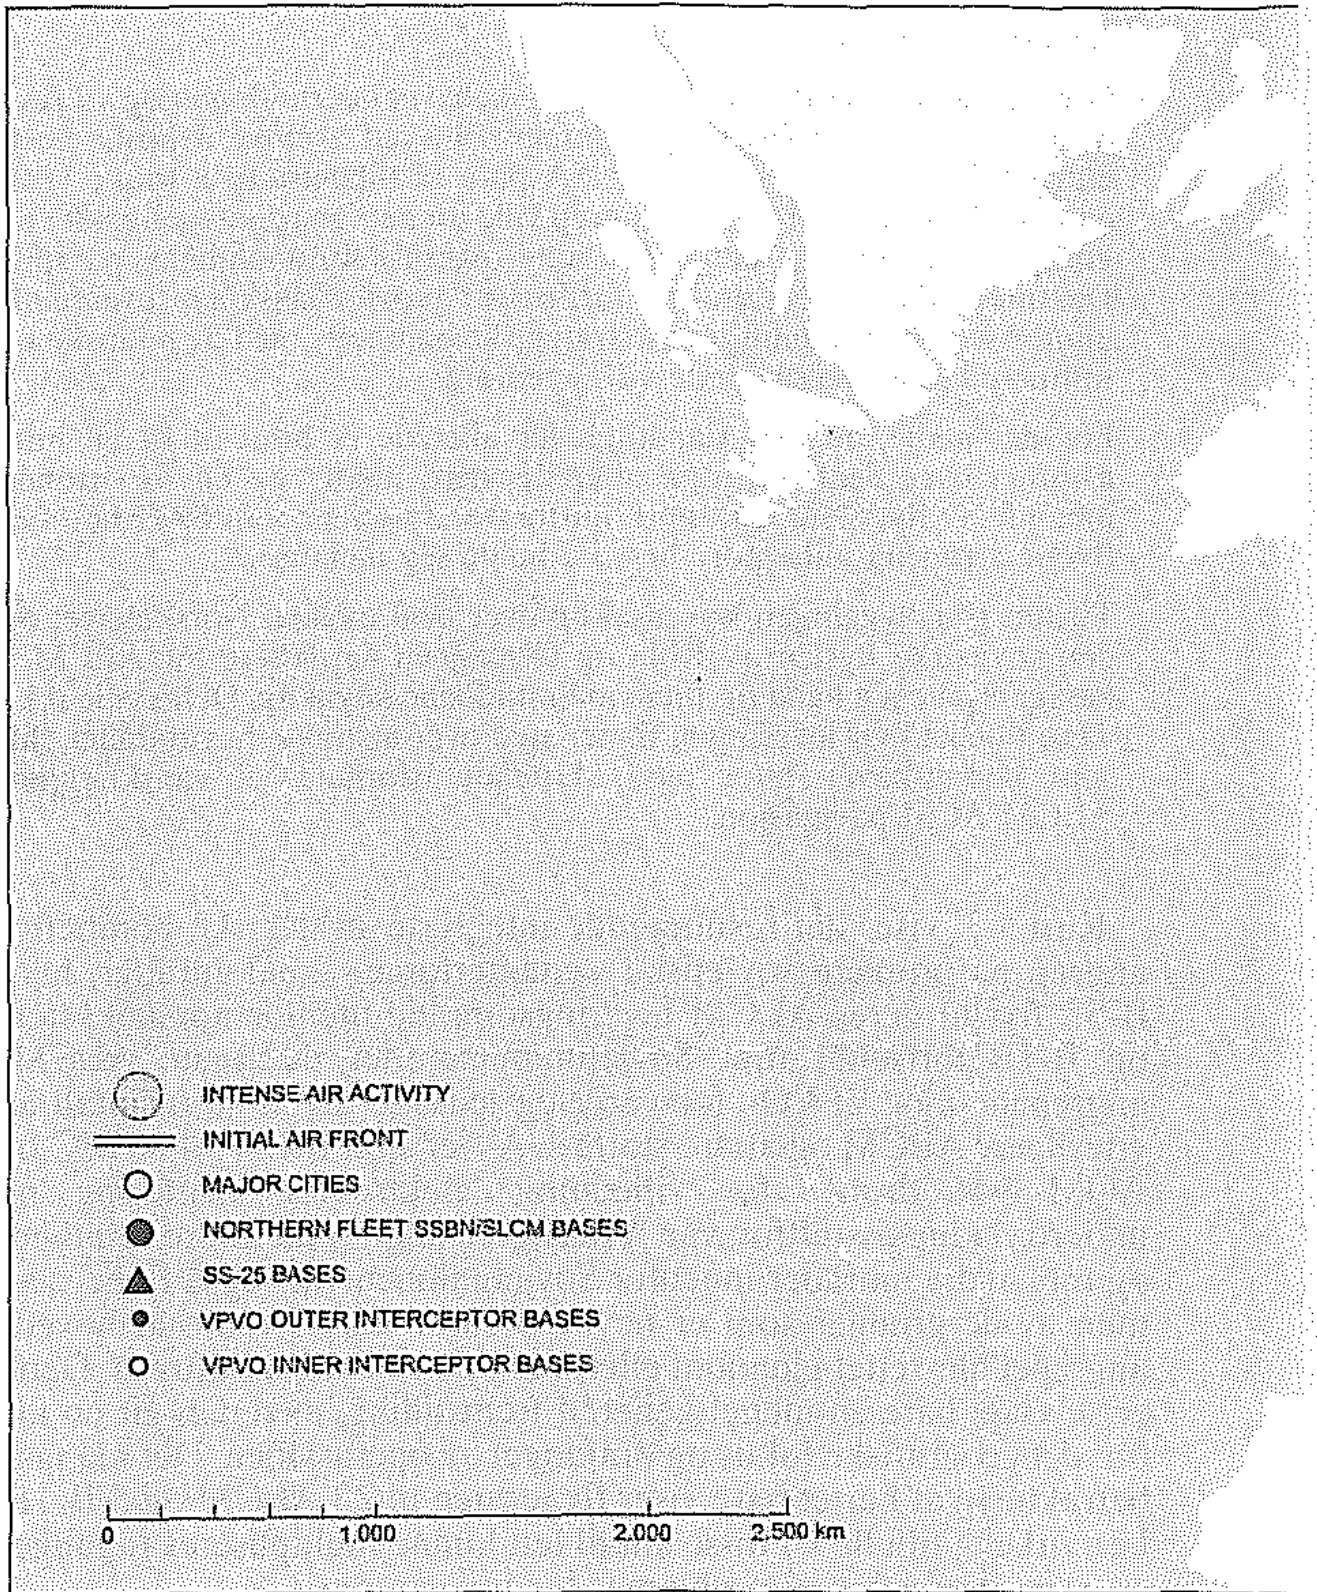 INTENSE AIR ACTIVITY
INITIAL AIR FRONT
MAJOR CITIES
NORTHERN FLEET SSBN/SLCM BASES
SS-25 BASES
VPVO OUTER INTERCEPTOR BASES
VPVO INNER INTERCEPTOR BASES
0 1,000 2,000 2,500 km